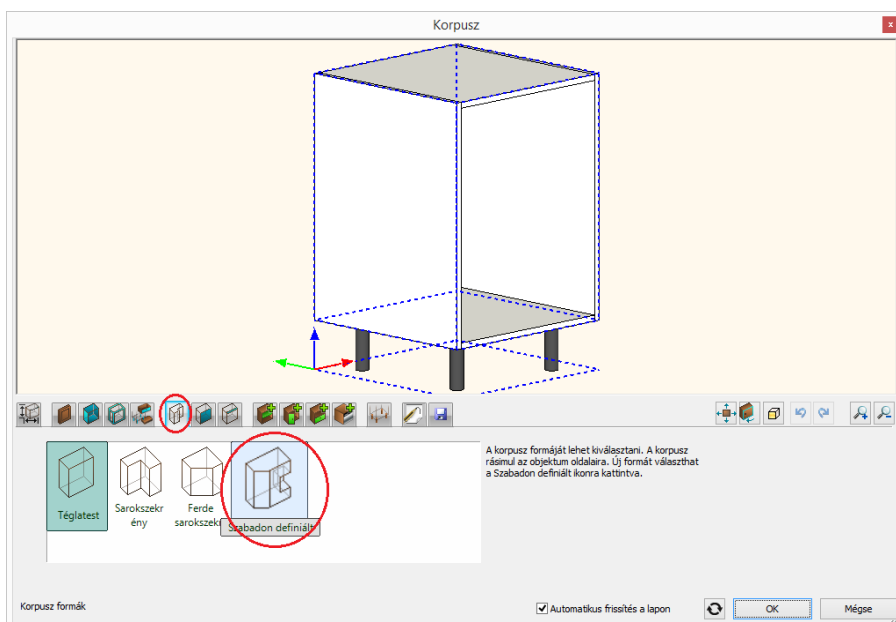 Korpusz
x
A korpusz formáját lehet kiválasztani. A korpusz
rásimul az objektum oldalaira. Új formát választhat
a Szabadon definiált ikonra kattintva.
Téglatest
Sarokszekr
ény
Ferde
sarokszek
Szabadon definiált
Korpusz formák
Automatikus frissítés a lapon
OK
Mégse